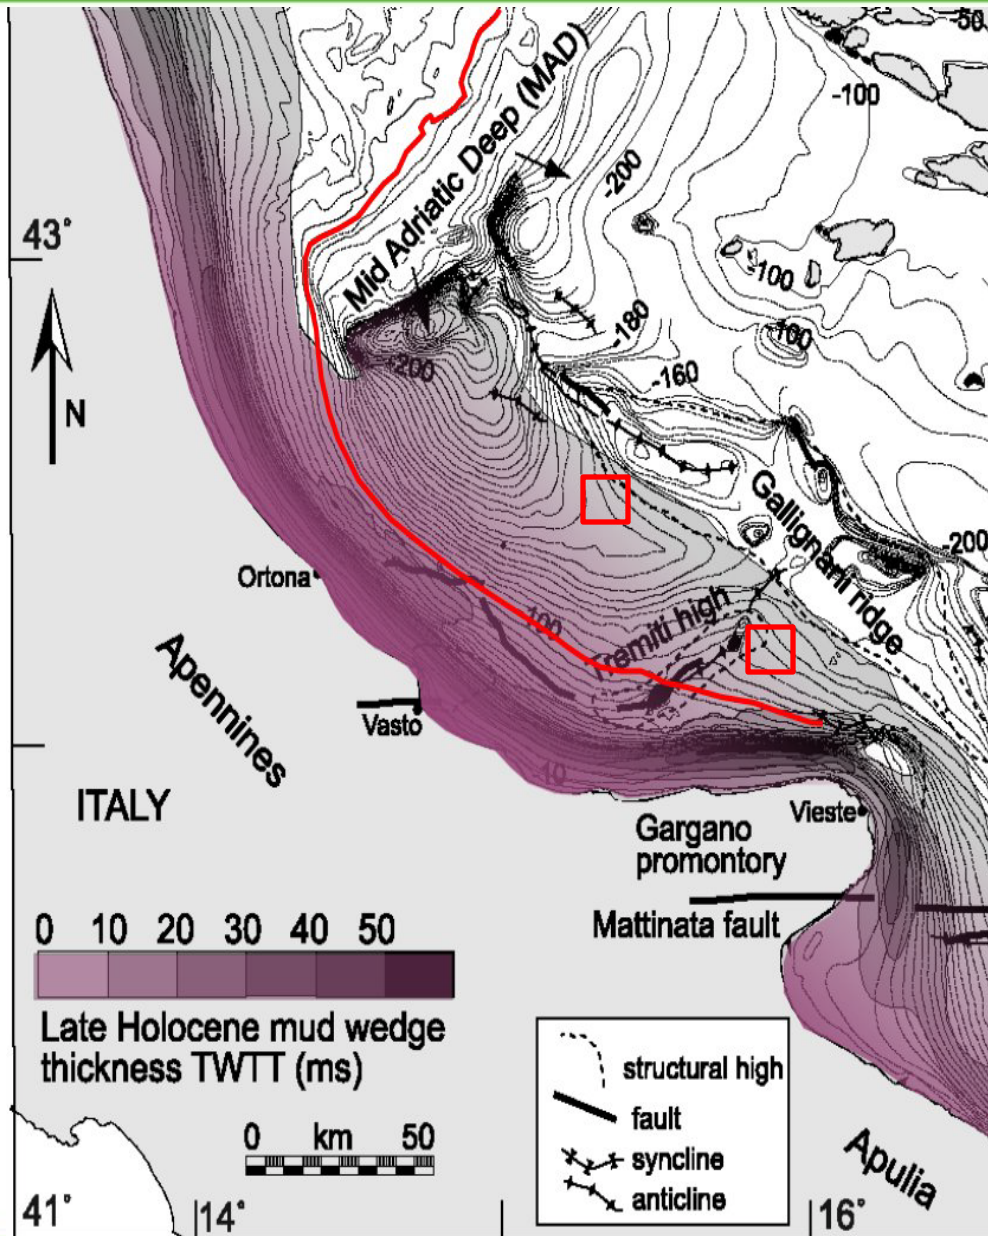 -50
-100
Mid Adriatic Deep (MAD)
-200
43°
-100
-100
-180
-200
-160
N
Gallignani ridge
-200
Ortona
100
Tremiti high
Apennines
Vasto
10
ITALY
Vieste
Gargano
promontory
Mattinata fault
0 10 20 30 40 50
Late Holocene mud wedge
thickness TWTT (ms)
structural high
fault
syncline
anticline
0 km 50
Apulia
41°
14°
16°